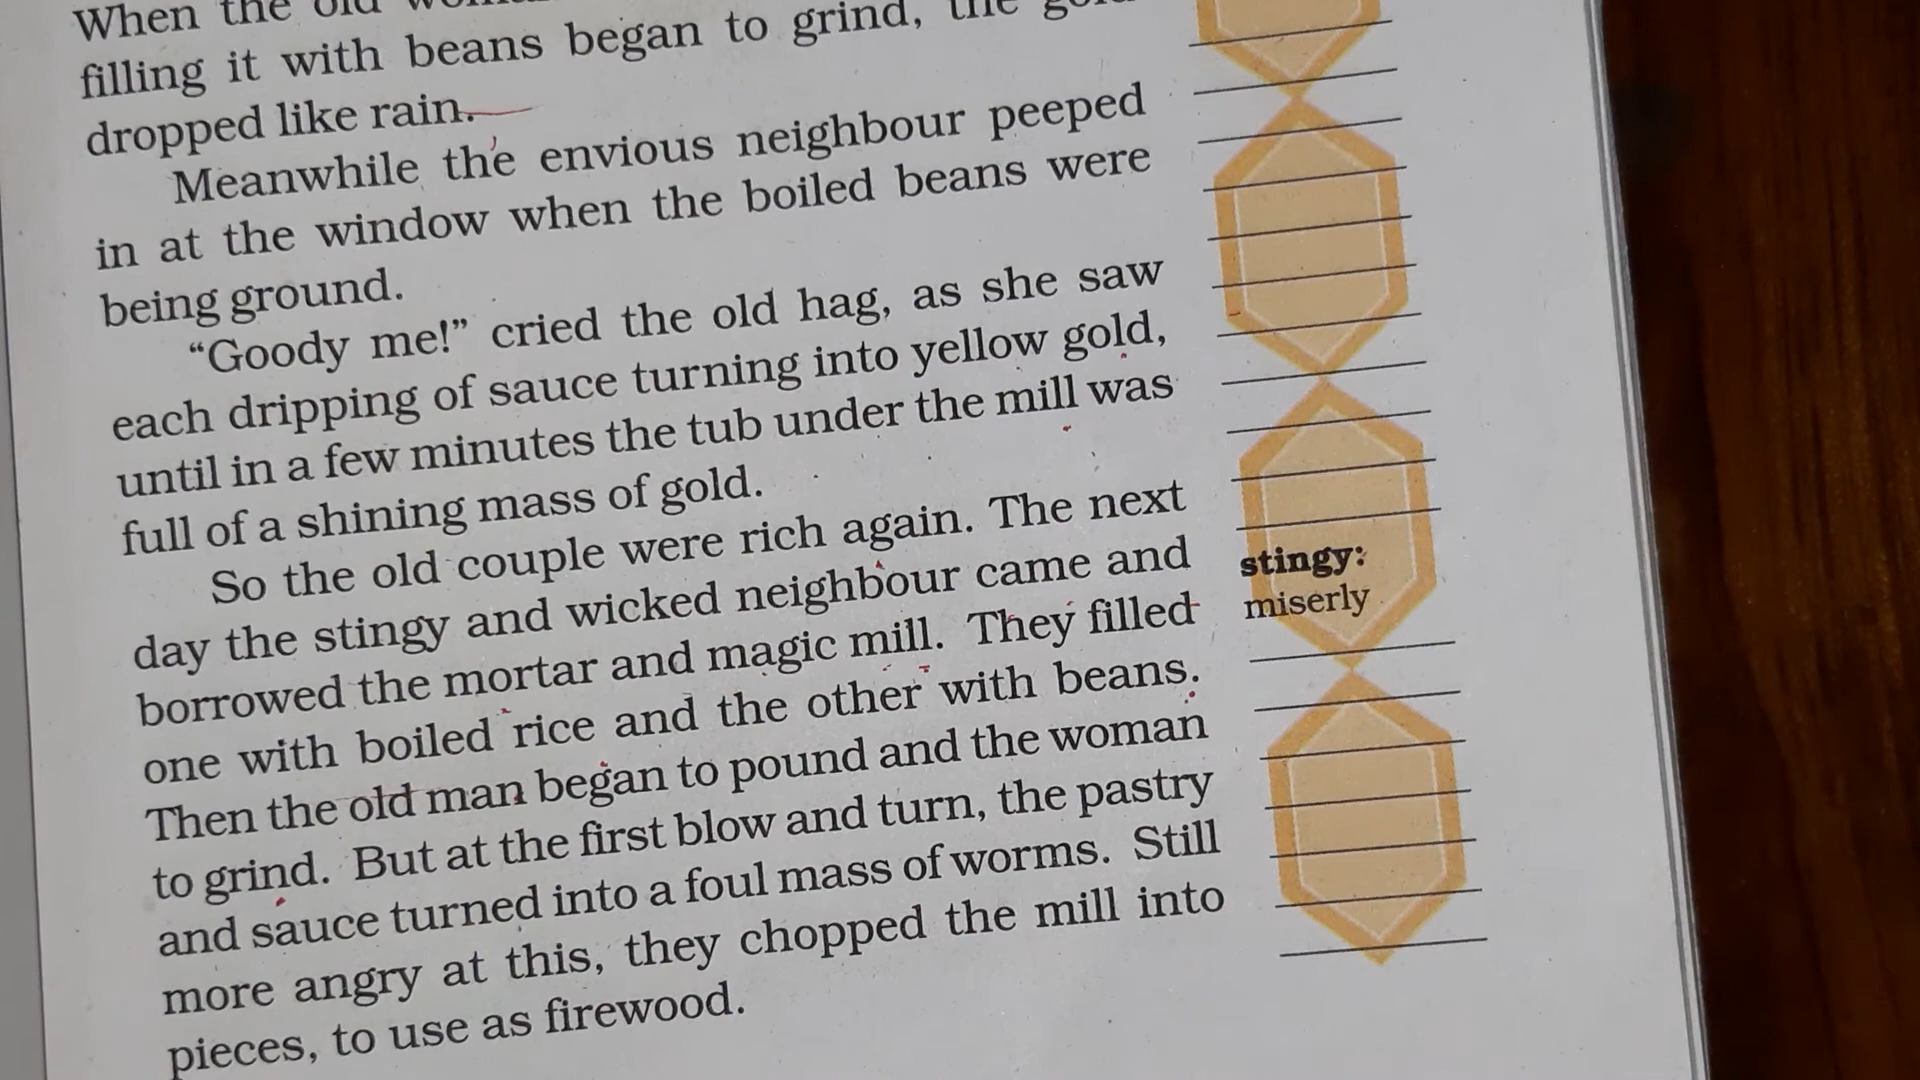 When the old
filling it with beans began to grind, the gold
dropped like rain.
Meanwhile the envious neighbour peeped
in at the window when the boiled beans were
being ground.
“Goody me!” cried the old hag, as she saw
each dripping of sauce turning into yellow gold,
until in a few minutes the tub under the mill was
full of a shining mass of gold.
So the old couple were rich again. The next
day the stingy and wicked neighbour came and
borrowed the mortar and magic mill. They filled
one with boiled rice and the other with beans.
Then the old man began to pound and the woman
to grind. But at the first blow and turn, the pastry
and sauce turned into a foul mass of worms. Still
more angry at this, they chopped the mill into
pieces, to use as firewood.
stingy:
miserly